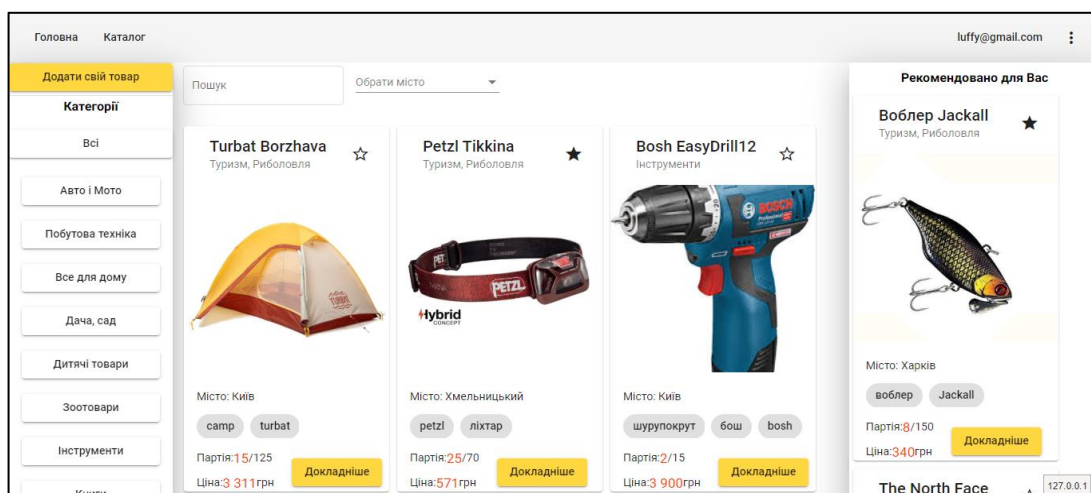 Головна Каталог luffy@gmail.com
Додати свій товар
Категорії
Всі
Авто і Мото
Побутова техніка
Все для дому
Дача, сад
Дитячі товари
Зоотовари
Інструменти
Книги
Пошук Обрати місто
Turbat Borzhava
Туризм, Риболовля
TURBAT
Місто: Київ
camp turbat
Партія:15/125
Ціна:3 311грн
Докладніше
Petzl Tikkina
Туризм, Риболовля
PETZL
Hybrid
CONCEPT
Місто: Хмельницький
petzl ліхтар
Партія:25/70
Ціна:571грн
Докладніше
Bosh EasyDrill12
Інструменти
BOSCH
Professional
Місто: Київ
шурупокрут бош bosh
Партія:2/15
Ціна:3 900грн
Докладніше
Рекомендовано для Вас
Воблер Jackall
Туризм, Риболовля
Місто: Харків
воблер Jackall
Партія:8/150
Ціна:340грн
Докладніше
The North Face
127.0.0.1